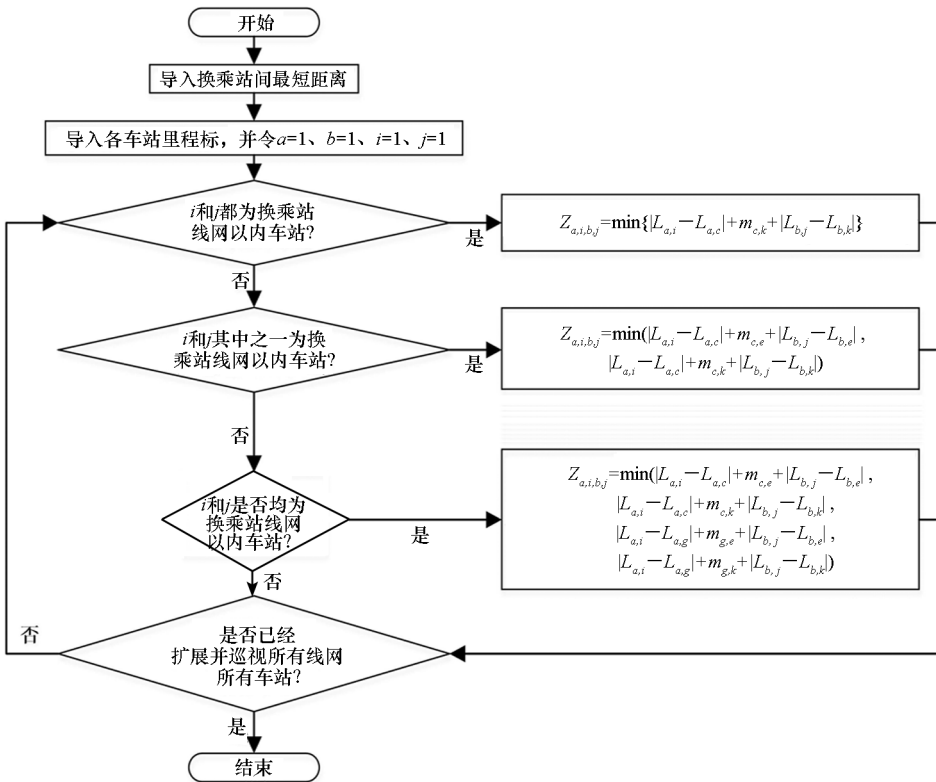 开始
导入换乘站间最短距离
导入各车站里程标，并令a=1、b=1、i=1、j=1
i和j都为换乘站
线网以内车站？
是
Z_{a,i,b,j}=min{|L_{a,i}−L_{a,c}|+m_{c,k}+|L_{b,j}−L_{b,k}|}
否
i和j其中之一为换
乘站线网以内车站？
是
Z_{a,i,b,j}=min(|L_{a,i}−L_{a,c}|+m_{c,e}+|L_{b,j}−L_{b,e}|，
|L_{a,i}−L_{a,c}|+m_{c,k}+|L_{b,j}−L_{b,k}|)
否
i和j是否均为
换乘站线网
以内车站？
是
Z_{a,i,b,j}=min(|L_{a,i}−L_{a,c}|+m_{c,e}+|L_{b,j}−L_{b,e}|，
|L_{a,i}−L_{a,c}|+m_{c,k}+|L_{b,j}−L_{b,k}|，
|L_{a,i}−L_{a,g}|+m_{g,e}+|L_{b,j}−L_{b,e}|，
|L_{a,i}−L_{a,g}|+m_{g,k}+|L_{b,j}−L_{b,k}|)
否
否
是否已经
扩展并巡视所有线网
所有车站？
是
结束